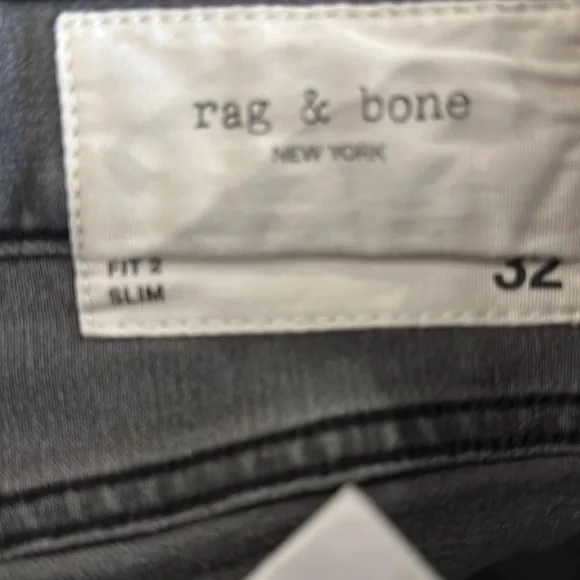 rag & bone
NEW YORK
FIT 2
SLIM
32